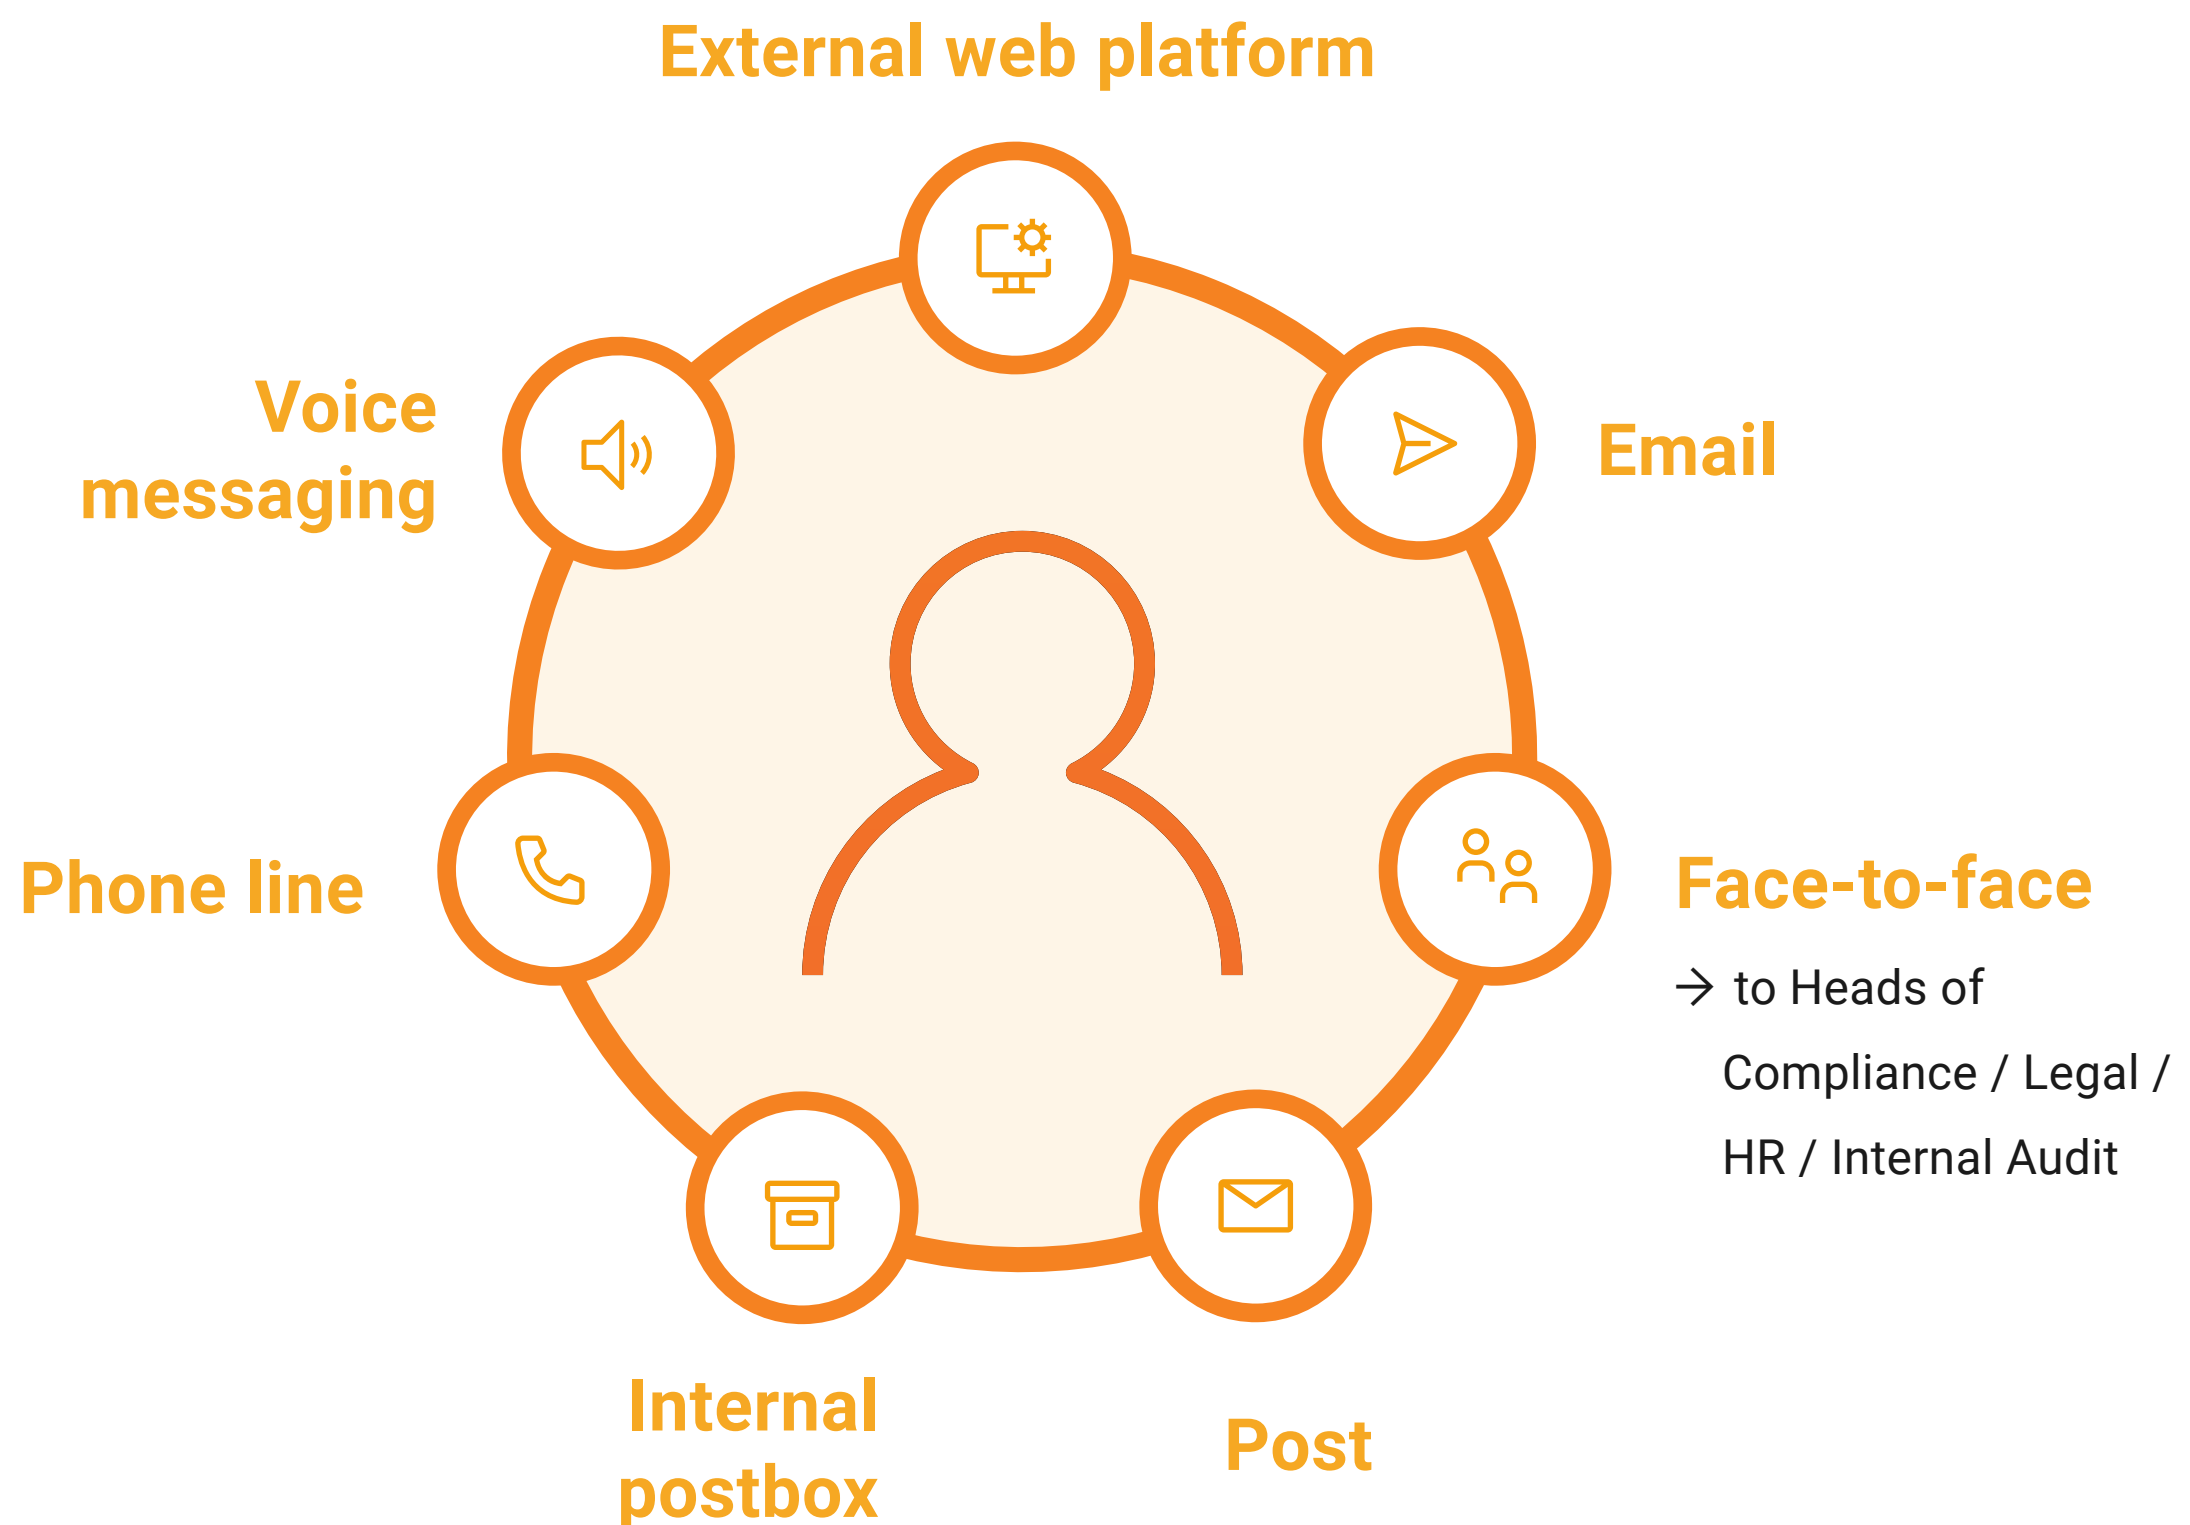 External web platform
Voice
messaging
Email
Phone line
Face-to-face
→ to Heads of
Compliance / Legal /
HR / Internal Audit
Internal
postbox
Post